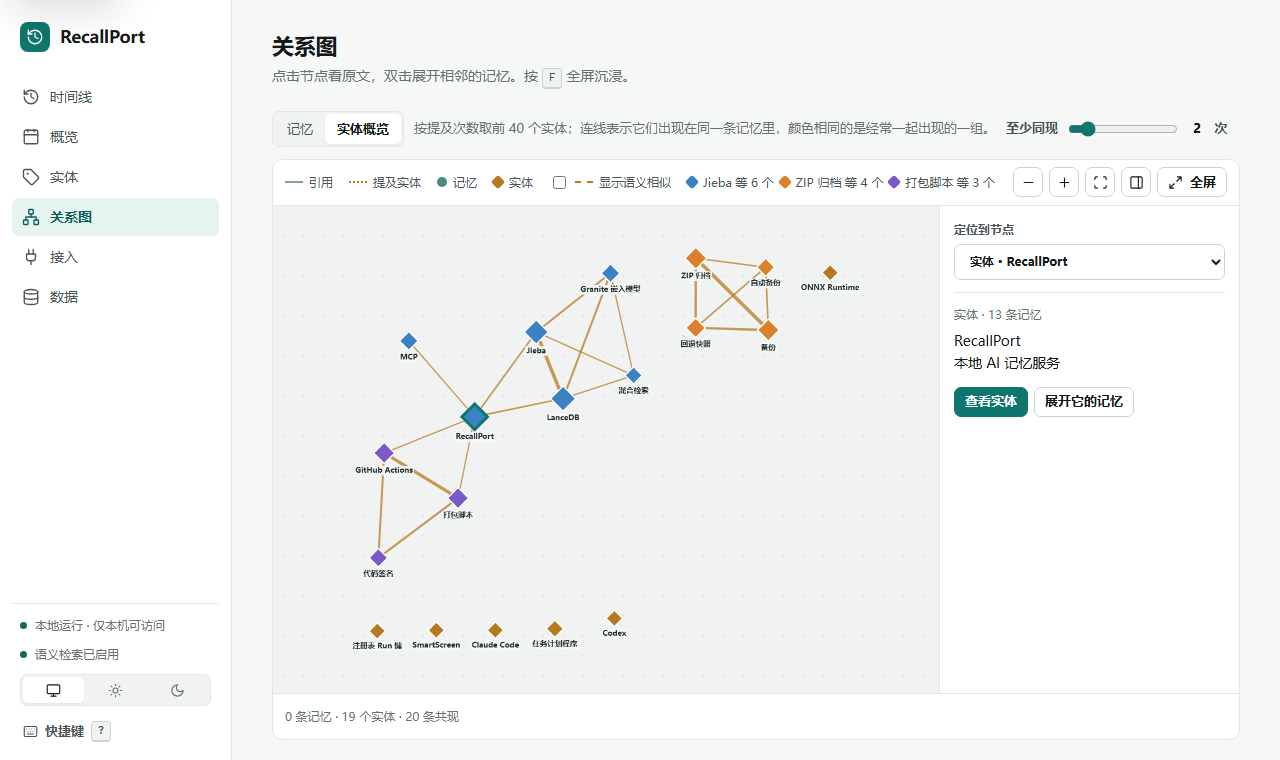 RecallPort
时间线
概览
实体
关系图
接入
数据
本地运行 · 仅本机可访问
语义检索已启用
快捷键 ?
关系图
点击节点看原文，双击展开相邻的记忆。按 F 全屏沉浸。
记忆 实体概览 按提及次数取前 40 个实体；连线表示它们出现在同一条记忆里，颜色相同的是经常一起出现的一组。 至少同现 2 次
引用 提及实体 记忆 实体 显示语义相似 Jieba 等 6 个 ZIP 归档 等 4 个 打包脚本 等 3 个 全屏
Granite 嵌入模型
ZIP 归档
自动备份
ONNX Runtime
MCP
Jieba
回退快照
备份
混合检索
LanceDB
RecallPort
GitHub Actions
打包脚本
代码签名
注册表 Run 键
SmartScreen
Claude Code
任务计划程序
Codex
定位到节点
实体 · RecallPort
实体 · 13 条记忆
RecallPort
本地 AI 记忆服务
查看实体 展开它的记忆
0 条记忆 · 19 个实体 · 20 条共现